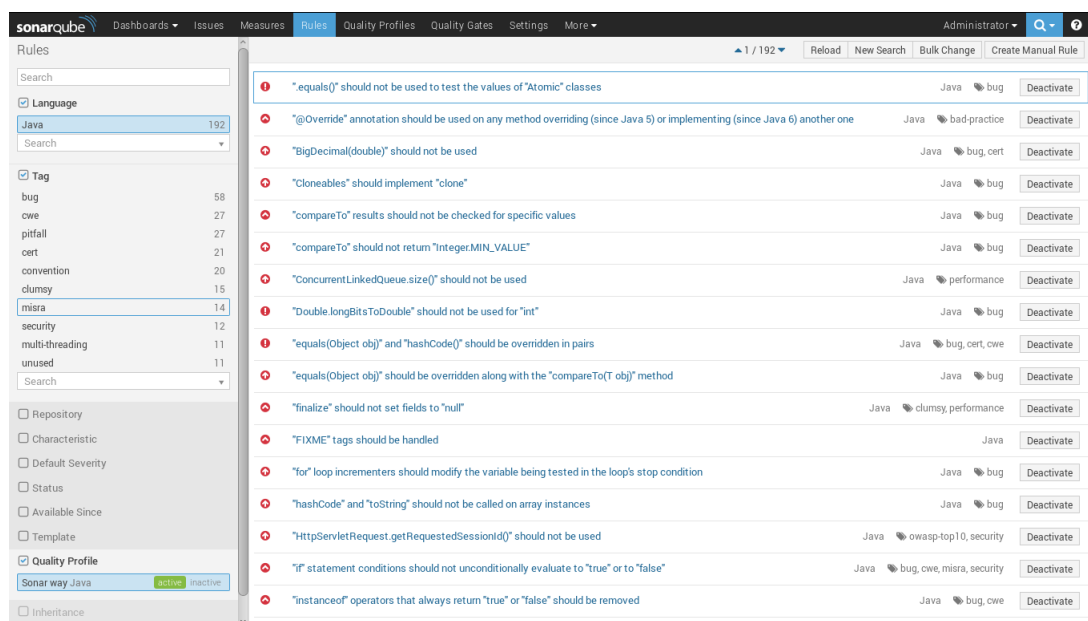 sonarqube Dashboards Issues Measures Rules Quality Profiles Quality Gates Settings More Administrator
Rules
1 / 192 Reload New Search Bulk Change Create Manual Rule
Search
Language
Java 192
Search
Tag
bug 58
cwe 27
pitfall 27
cert 21
convention 20
clumsy 15
misra 14
security 12
multi-threading 11
unused 11
Search
Repository
Characteristic
Default Severity
Status
Available Since
Template
Quality Profile
Sonar way Java active inactive
Inheritance
".equals()" should not be used to test the values of "Atomic" classes Java bug Deactivate
"@Override" annotation should be used on any method overriding (since Java 5) or implementing (since Java 6) another one Java bad-practice Deactivate
"BigDecimal(double)" should not be used Java bug, cert Deactivate
"Cloneables" should implement "clone" Java bug Deactivate
"compareTo" results should not be checked for specific values Java bug Deactivate
"compareTo" should not return "Integer.MIN_VALUE" Java bug Deactivate
"ConcurrentLinkedQueue.size()" should not be used Java performance Deactivate
"Double.longBitsToDouble" should not be used for "int" Java bug Deactivate
"equals(Object obj)" and "hashCode()" should be overridden in pairs Java bug, cert, cwe Deactivate
"equals(Object obj)" should be overridden along with the "compareTo(T obj)" method Java bug Deactivate
"finalize" should not set fields to "null" Java clumsy, performance Deactivate
"FIXME" tags should be handled Java Deactivate
"for" loop incrementers should modify the variable being tested in the loop's stop condition Java bug Deactivate
"hashCode" and "toString" should not be called on array instances Java bug Deactivate
"HttpServletRequest.getRequestedSessionId()" should not be used Java owasp-top10, security Deactivate
"if" statement conditions should not unconditionally evaluate to "true" or to "false" Java bug, cwe, misra, security Deactivate
"instanceof" operators that always return "true" or "false" should be removed Java bug, cwe Deactivate